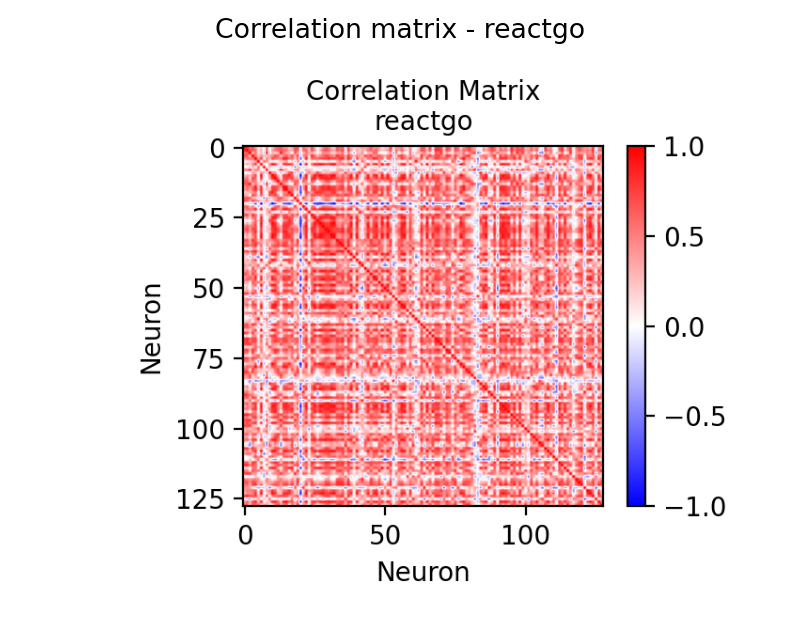 Correlation matrix - reactgo
Correlation Matrix
reactgo
0
25
50
75
100
125
Neuron
0
50
100
Neuron
1.0
0.5
0.0
−0.5
−1.0